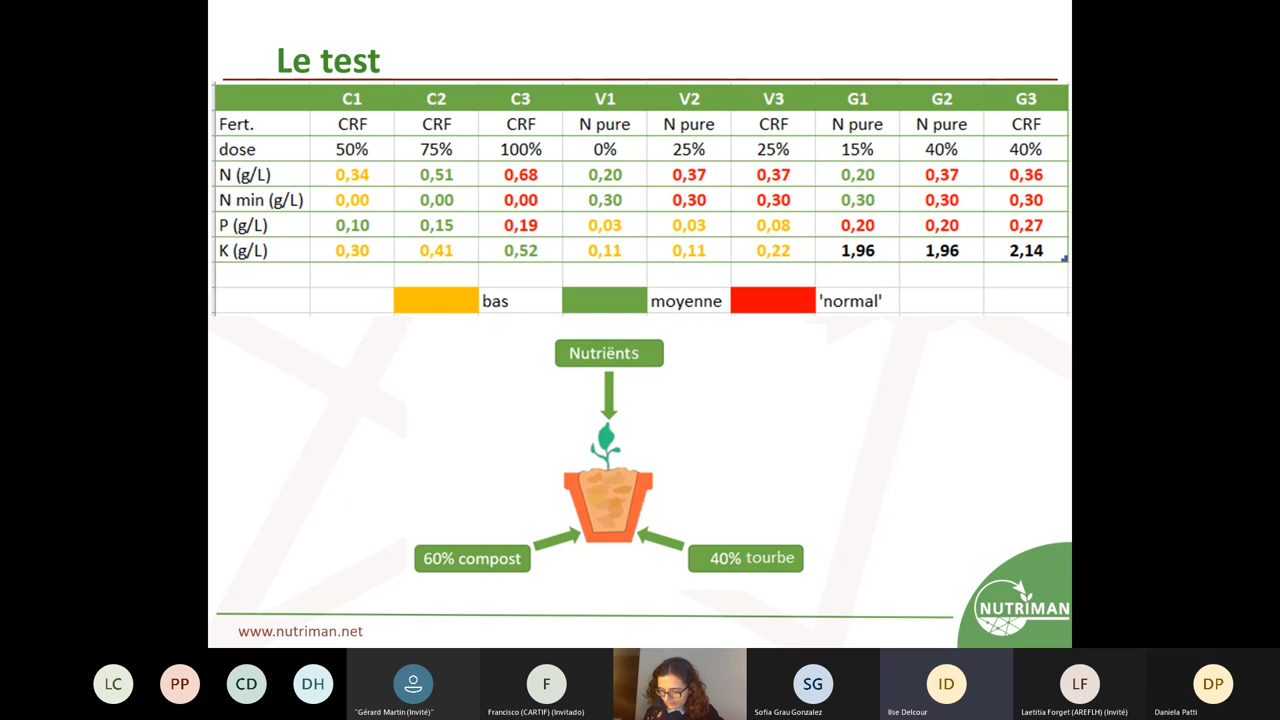 Le test
C1 C2 C3 V1 V2 V3 G1 G2 G3
Fert. CRF CRF CRF N pure N pure CRF N pure N pure CRF
dose 50% 75% 100% 0% 25% 25% 15% 40% 40%
N (g/L) 0,34 0,51 0,68 0,20 0,37 0,37 0,20 0,37 0,36
N min (g/L) 0,00 0,00 0,00 0,30 0,30 0,30 0,30 0,30 0,30
P (g/L) 0,10 0,15 0,19 0,03 0,03 0,08 0,20 0,20 0,27
K (g/L) 0,30 0,41 0,52 0,11 0,11 0,22 1,96 1,96 2,14
bas moyenne 'normal'
Nutriënts
60% compost 40% tourbe
NUTRIMAN
www.nutriman.net
LC PP CD DH F SG ID LF DP
"Gérard Martin (Invité)" Francisco (CARTIF) (Invitado) Sofia Grau Gonzalez Ilse Delcour Laetitia Forget (AREFLH) (Invité) Daniela Patti